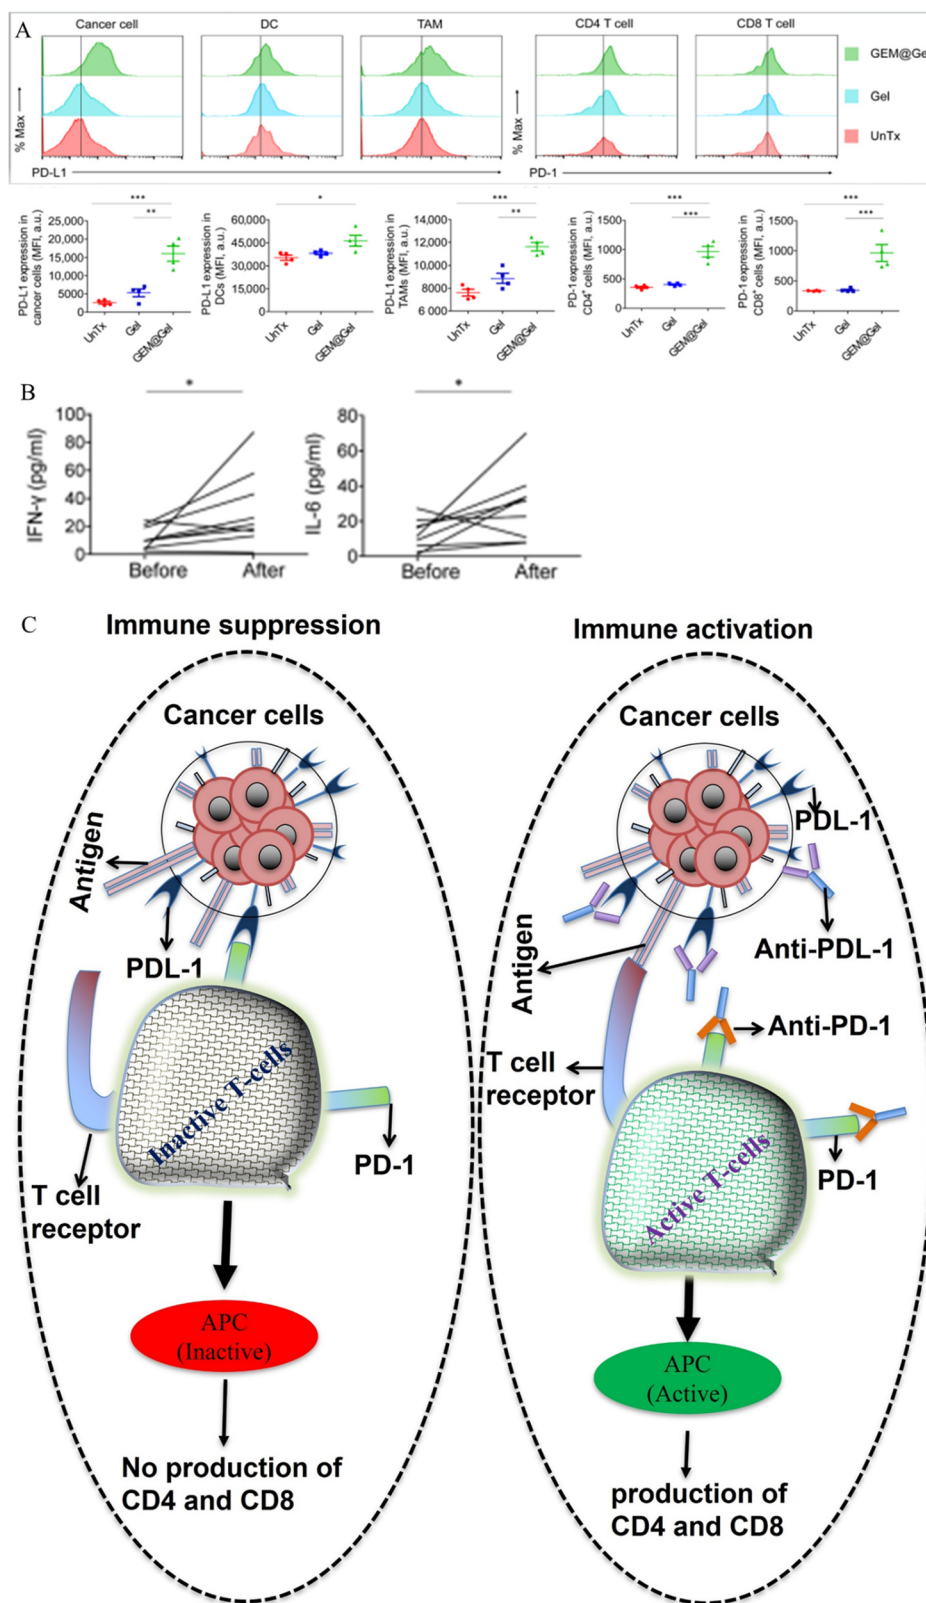 A
Cancer cell
DC
TAM
CD4 T cell
CD8 T cell
% Max
% Max
GEM@Gel
Gel
UnTx
PD-L1
PD-1
***
**
PD-L1 expression in
cancer cells (MFI, a.u.)
25,000
20,000
15,000
10,000
5000
0
UnTx
Gel
GEM@Gel
*
PD-L1 expression in
DCs (MFI, a.u.)
60,000
45,000
30,000
15,000
0
UnTx
Gel
GEM@Gel
***
**
PD-L1 expression in
TAMs (MFI, a.u.)
14,000
12,000
10,000
8000
6 000
UnTx
Gel
GEM@Gel
***
***
PD-1 expression in
CD4+ cells (MFI, a.u.)
1500
1000
500
0
UnTx
Gel
GEM@Gel
***
***
PD-1 expression in
CD8+ cells (MFI, a.u.)
1500
1000
500
0
UnTx
Gel
GEM@Gel
B
*
IFN-γ (pg/ml)
100
80
60
40
20
0
Before
After
*
IL-6 (pg/ml)
80
60
40
20
0
Before
After
C
Immune suppression
Cancer cells
Antigen
PDL-1
Inactive T-cells
PD-1
T cell
receptor
APC
(Inactive)
No production of
CD4 and CD8
Immune activation
Cancer cells
PDL-1
Anti-PDL-1
Antigen
Anti-PD-1
T cell
receptor
Active T-cells
PD-1
APC
(Active)
production of
CD4 and CD8